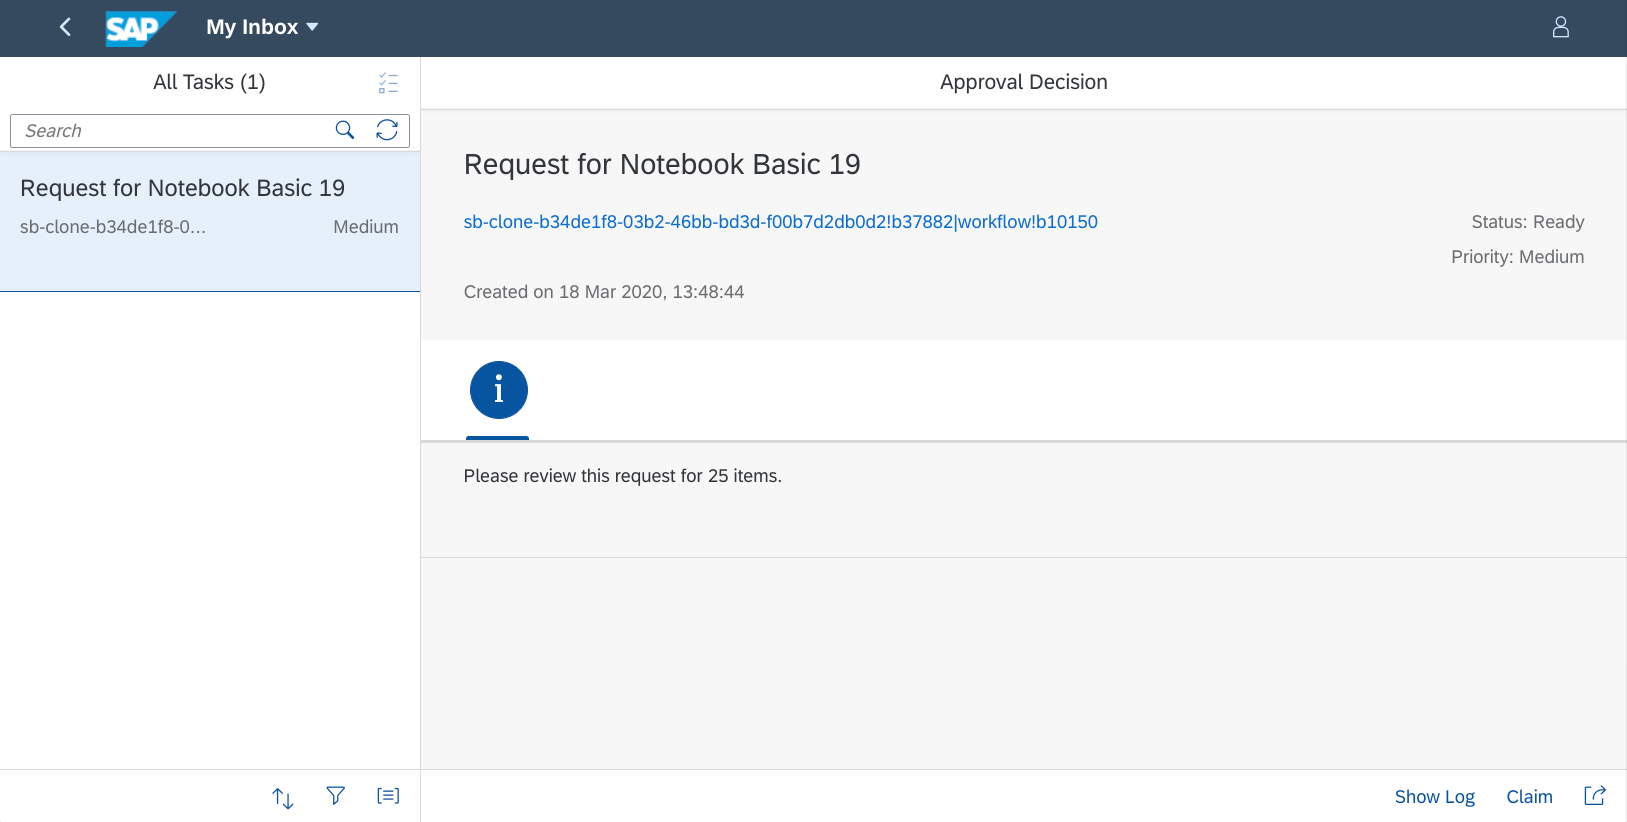 SAP My Inbox
All Tasks (1)
Search
Request for Notebook Basic 19
sb-clone-b34de1f8-0... Medium
Approval Decision
Request for Notebook Basic 19
sb-clone-b34de1f8-03b2-46bb-bd3d-f00b7d2db0d2!b37882|workflow!b10150 Status: Ready
Priority: Medium
Created on 18 Mar 2020, 13:48:44
i
Please review this request for 25 items.
Show Log Claim